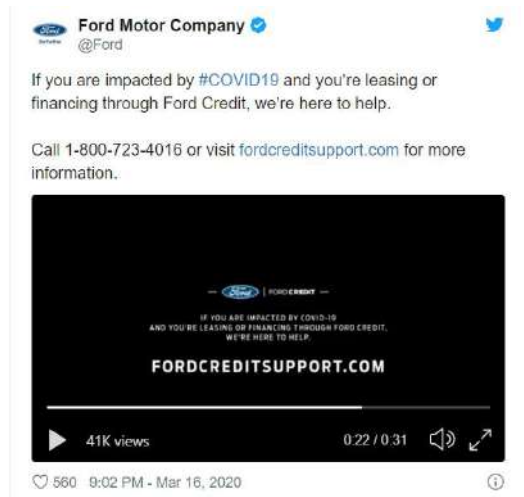 Ford Motor Company
@Ford
If you are impacted by #COVID19 and you're leasing or
financing through Ford Credit, we're here to help.
Call 1-800-723-4016 or visit fordcreditsupport.com for more
information.
Ford | FORD CREDIT
IF YOU ARE IMPACTED BY COVID-19
AND YOU'RE LEASING OR FINANCING THROUGH FORD CREDIT,
WE'RE HERE TO HELP.
FORDCREDITSUPPORT.COM
41K views
0:22 / 0:31
560 9:02 PM - Mar 16, 2020